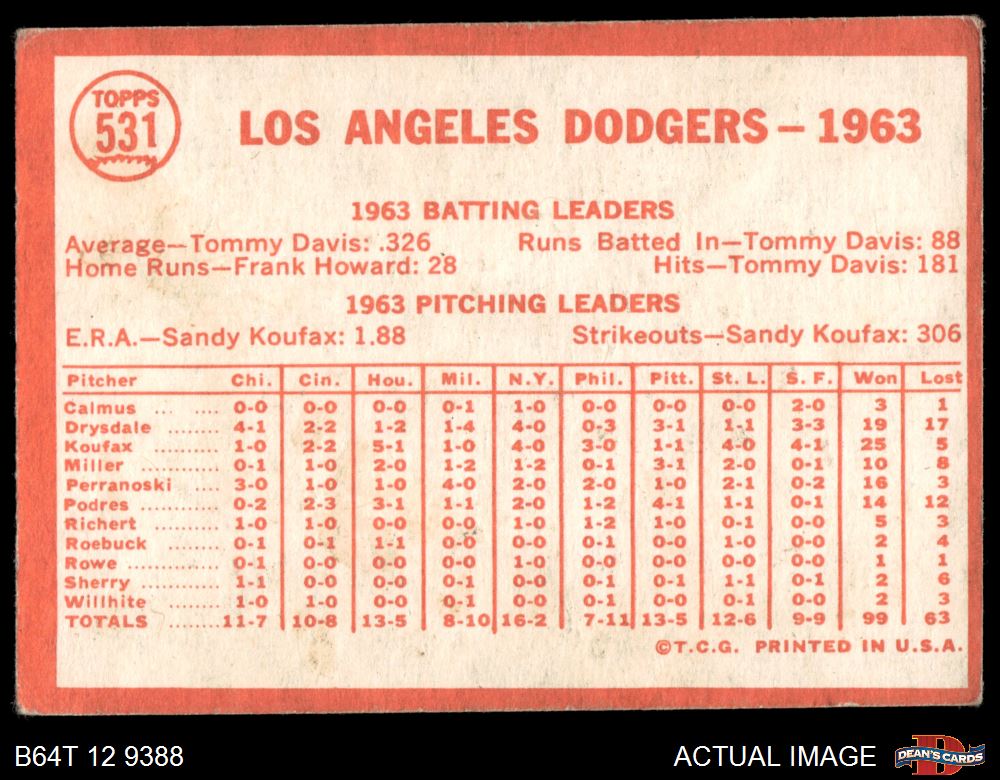 TOPPS
531
LOS ANGELES DODGERS – 1963
1963 BATTING LEADERS
Average—Tommy Davis: .326 Runs Batted In—Tommy Davis: 88
Home Runs—Frank Howard: 28 Hits—Tommy Davis: 181
1963 PITCHING LEADERS
E.R.A.—Sandy Koufax: 1.88 Strikeouts—Sandy Koufax: 306
Pitcher Chi. Cin. Hou. Mil. N.Y. Phil. Pitt. St. L. S. F. Won Lost
Calmus ... .... 0-0 0-0 0-0 0-1 1-0 0-0 0-0 0-0 2-0 3 1
Drysdale ........ 4-1 2-2 1-2 1-4 4-0 0-3 3-1 1-1 3-3 19 17
Koufax .......... 1-0 2-2 5-1 1-0 4-0 3-0 1-1 4-0 4-1 25 5
Miller ............ 0-1 1-0 2-0 1-2 1-2 0-1 3-1 2-0 0-1 10 8
Perranoski .... 3-0 1-0 1-0 4-0 2-0 2-0 1-0 2-1 0-2 16 3
Podres .......... 0-2 2-3 3-1 1-1 2-0 1-2 4-1 1-1 0-1 14 12
Richert .......... 1-0 1-0 0-0 0-0 1-0 1-2 1-0 0-1 0-0 5 3
Roebuck ........ 0-1 0-1 1-1 0-0 0-0 0-1 0-0 1-0 0-0 2 4
Rowe .............. 0-1 0-0 0-0 0-0 1-0 0-0 0-0 0-0 0-0 1 1
Sherry ............ 1-1 0-0 0-0 0-1 0-0 0-1 0-1 1-1 0-1 2 6
Willhite .......... 1-0 1-0 0-0 0-1 0-0 0-1 0-0 0-1 0-0 2 3
TOTALS ........ 11-7 10-8 13-5 8-10 16-2 7-11 13-5 12-6 9-9 99 63
©T.C.G. PRINTED IN U.S.A.
B64T 12 9388 ACTUAL IMAGE
D
DEAN'S CARDS